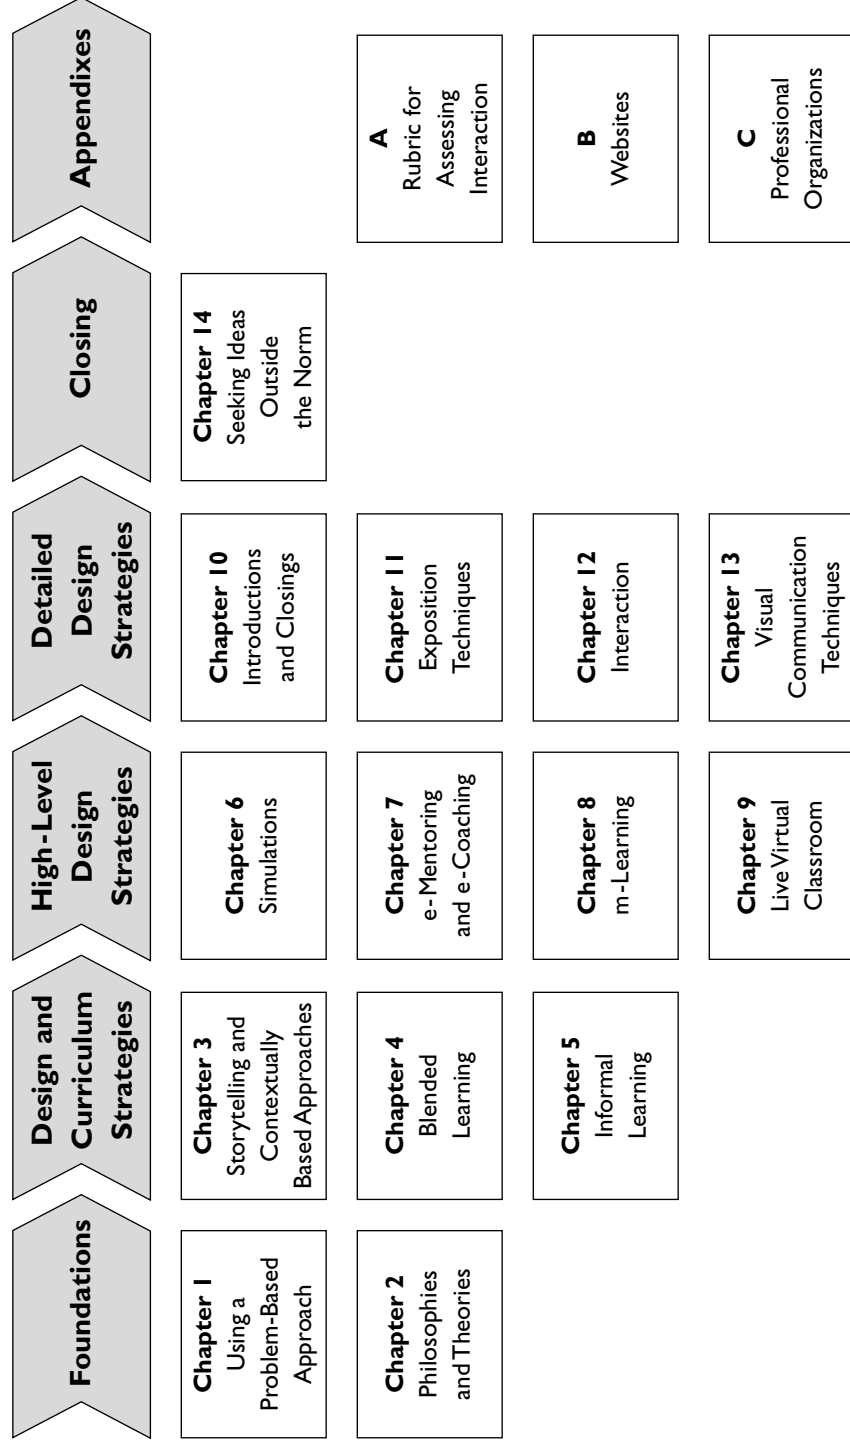 Foundations
Chapter 1
Using a
Problem-Based
Approach
Chapter 2
Philosophies
and Theories
Design and
Curriculum
Strategies
Chapter 3
Storytelling and
Contextually
Based Approaches
Chapter 4
Blended
Learning
Chapter 5
Informal
Learning
High-Level
Design
Strategies
Chapter 6
Simulations
Chapter 7
e-Mentoring
and e-Coaching
Chapter 8
m-Learning
Chapter 9
Live Virtual
Classroom
Detailed
Design
Strategies
Chapter 10
Introductions
and Closings
Chapter 11
Exposition
Techniques
Chapter 12
Interaction
Chapter 13
Visual
Communication
Techniques
Closing
Chapter 14
Seeking Ideas
Outside
the Norm
Appendixes
A
Rubric for
Assessing
Interaction
B
Websites
C
Professional
Organizations